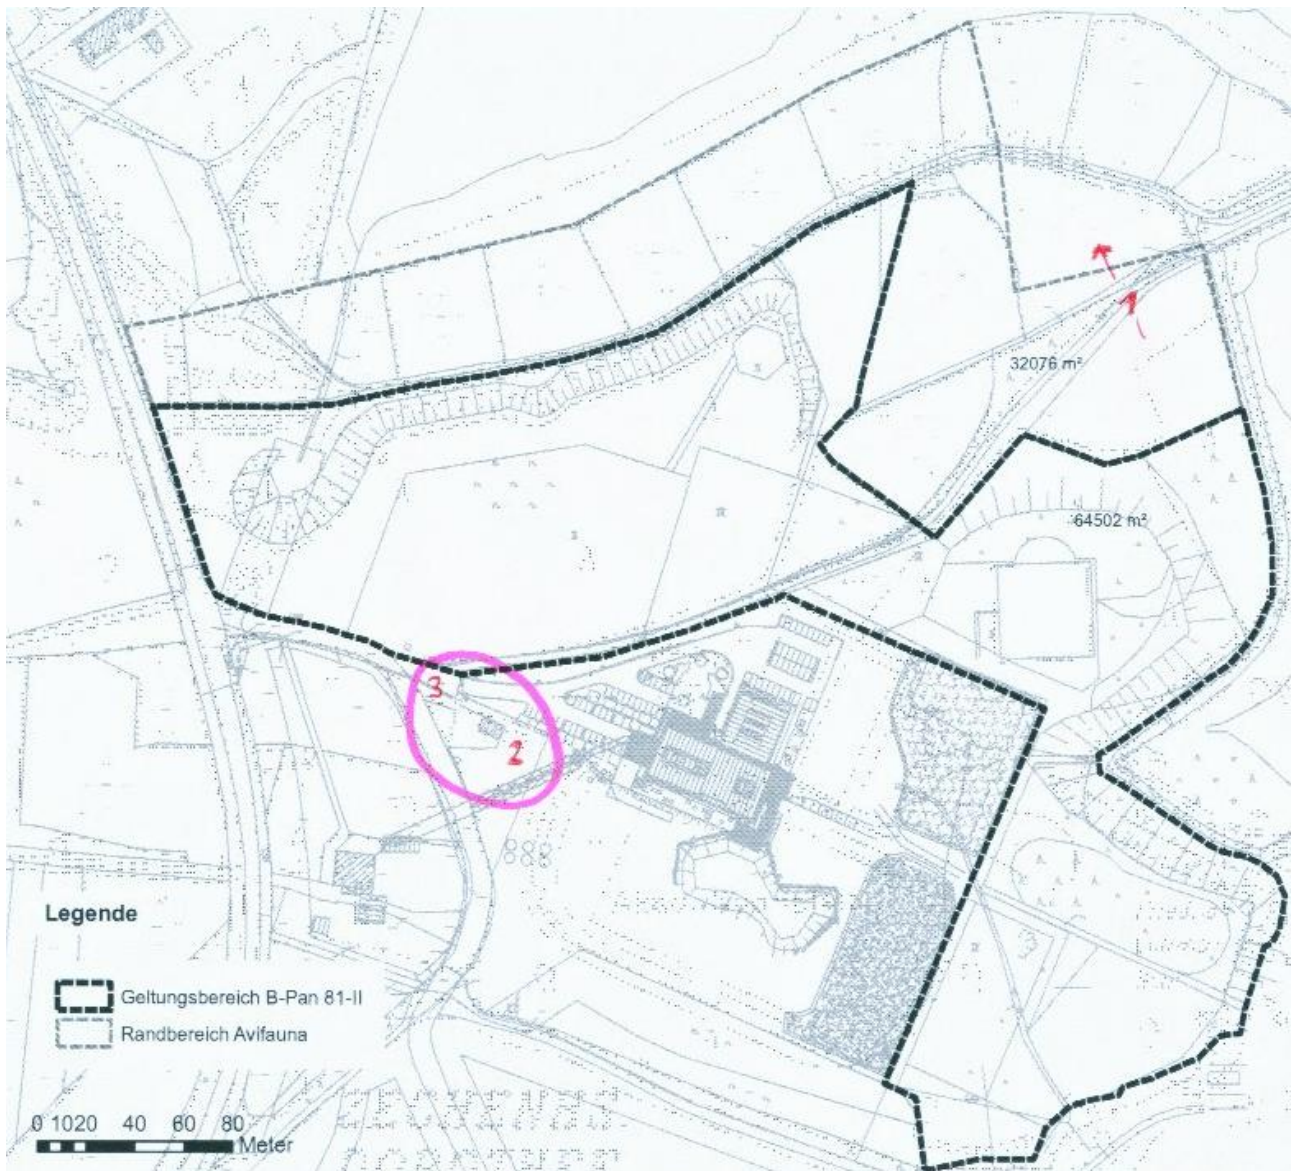 1
32076 m²
64502 m²
3
2
Legende
Geltungsbereich B-Pan 81-II
Randbereich Avifauna
0 1020 40 60 80
Meter